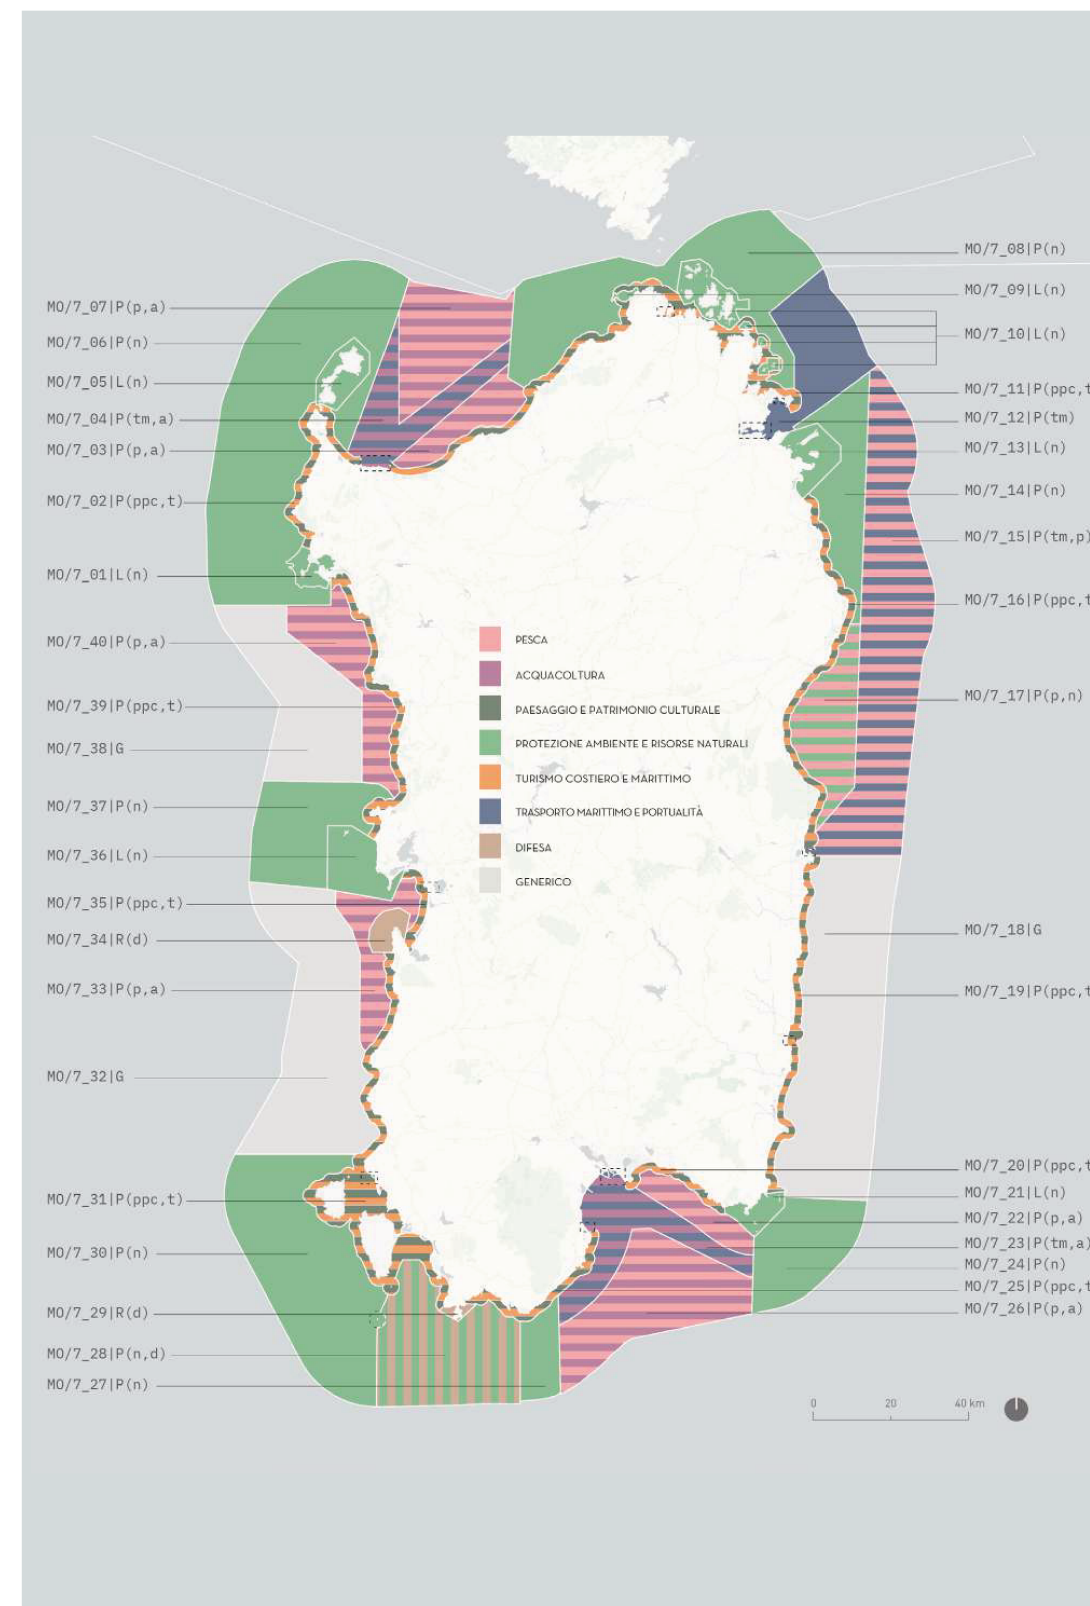 MO/7_07|P(p,a)
MO/7_06|P(n)
MO/7_05|L(n)
MO/7_04|P(tm,a)
MO/7_03|P(p,a)
MO/7_02|P(ppc,t)
MO/7_01|L(n)
MO/7_40|P(p,a)
MO/7_39|P(ppc,t)
MO/7_38|G
MO/7_37|P(n)
MO/7_36|L(n)
MO/7_35|P(ppc,t)
MO/7_34|R(d)
MO/7_33|P(p,a)
MO/7_32|G
MO/7_31|P(ppc,t)
MO/7_30|P(n)
MO/7_29|R(d)
MO/7_28|P(n,d)
MO/7_27|P(n)
PESCA
ACQUACOLTURA
PAESAGGIO E PATRIMONIO CULTURALE
PROTEZIONE AMBIENTE E RISORSE NATURALI
TURISMO COSTIERO E MARITTIMO
TRASPORTO MARITTIMO E PORTUALITÀ
DIFESA
GENERICO
MO/7_08|P(n)
MO/7_09|L(n)
MO/7_10|L(n)
MO/7_11|P(ppc,t
MO/7_12|P(tm)
MO/7_13|L(n)
MO/7_14|P(n)
MO/7_15|P(tm,p)
MO/7_16|P(ppc,t
MO/7_17|P(p,n)
MO/7_18|G
MO/7_19|P(ppc,t
MO/7_20|P(ppc,t
MO/7_21|L(n)
MO/7_22|P(p,a)
MO/7_23|P(tm,a)
MO/7_24|P(n)
MO/7_25|P(ppc,t
MO/7_26|P(p,a)
0 20 40 km